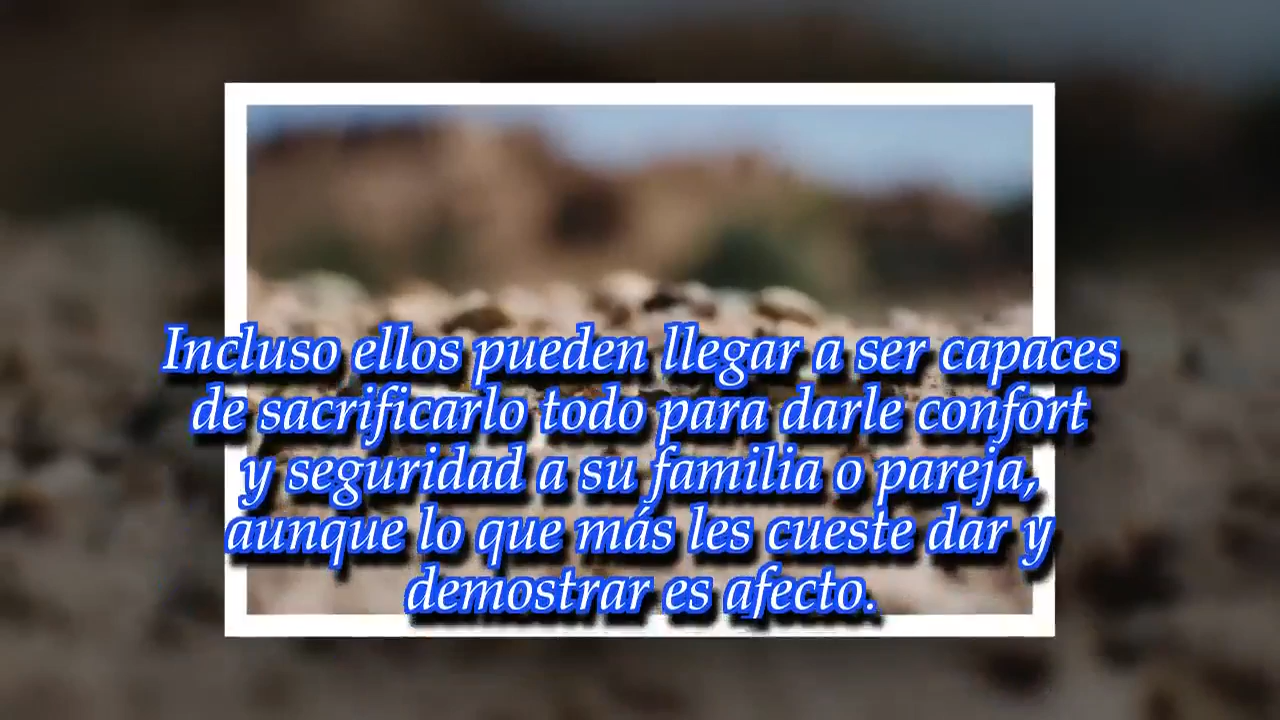 Incluso ellos pueden llegar a ser capaces
de sacrificarlo todo para darle confort
y seguridad a su familia o pareja,
aunque lo que más les cueste dar y
demostrar es afecto.